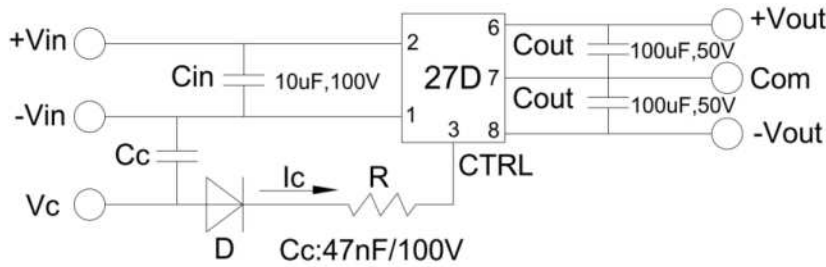 +Vin
2
6
+Vout
Cout
100uF,50V
Cin
10uF,100V
27D
7
Com
-Vin
1
Cout
100uF,50V
3
8
-Vout
Cc
CTRL
Vc
Ic
R
D
Cc:47nF/100V